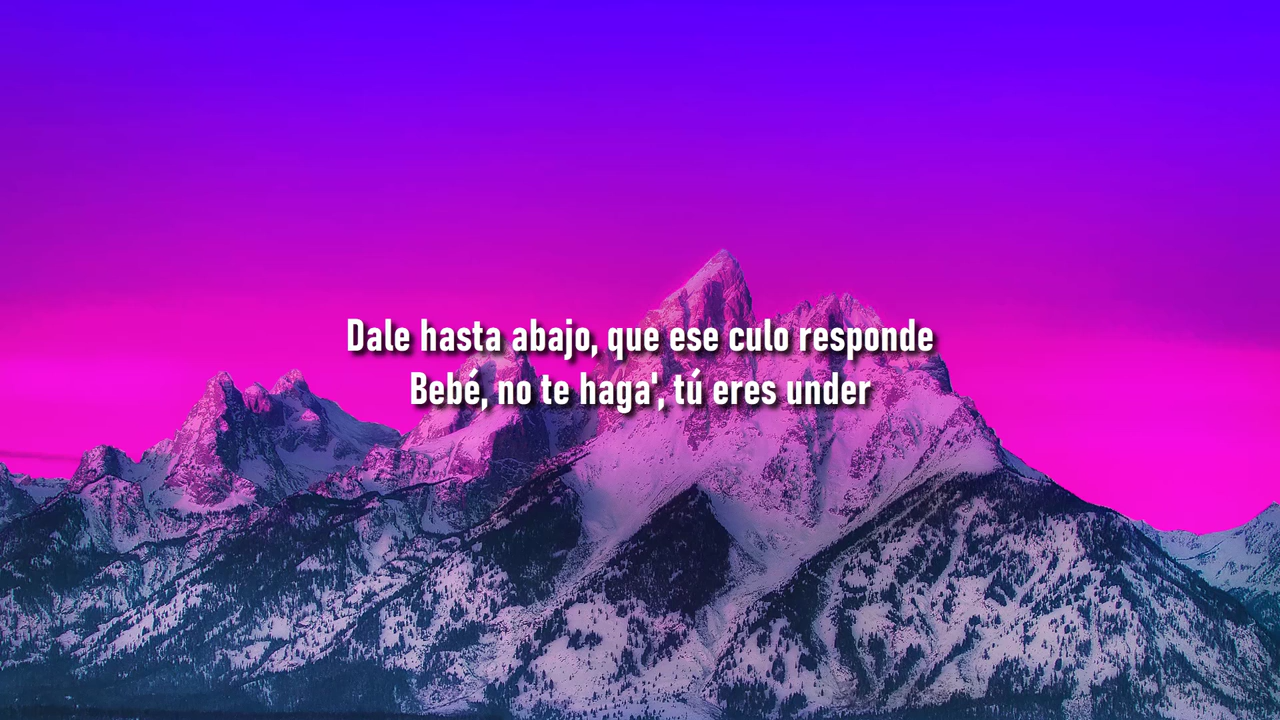 Dale hasta abajo, que ese culo responde
Bebé, no te haga', tú eres under